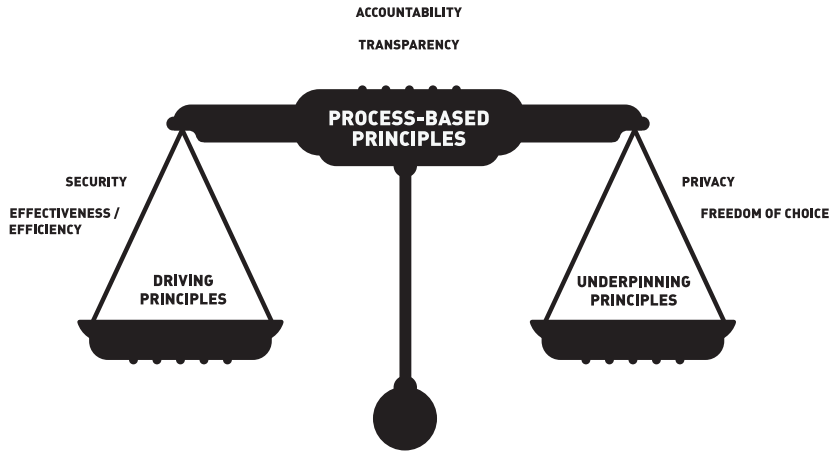 ACCOUNTABILITY
TRANSPARENCY
PROCESS-BASED
PRINCIPLES
SECURITY
EFFECTIVENESS /
EFFICIENCY
DRIVING
PRINCIPLES
PRIVACY
FREEDOM OF CHOICE
UNDERPINNING
PRINCIPLES